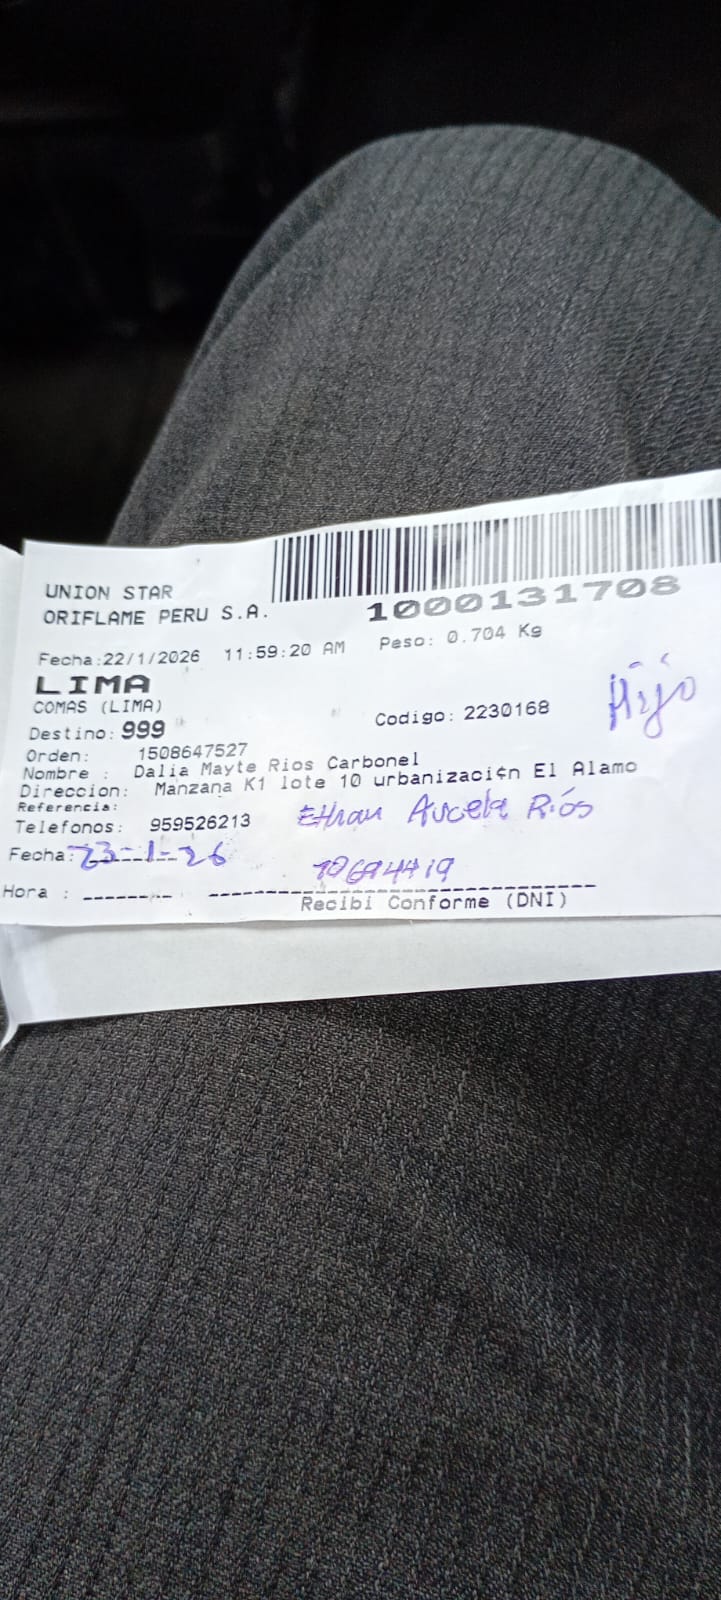 UNION STAR
ORIFLAME PERU S.A.
1000131708
Fecha:22/1/2026 11:59:20 AM Peso: 0.704 Kg
LIMA
COMAS (LIMA)
Hijo
Destino: 999 Codigo: 2230168
Orden: 1508647527
Nombre : Dalia Mayte Rios Carbonel
Direccion: Manzana K1 lote 10 urbanizaci¢n El Alamo
Referencia:
Telefonos: 959526213 Ethan Rios
Fecha: 23-1-26
Hora :
Recibi Conforme (DNI)